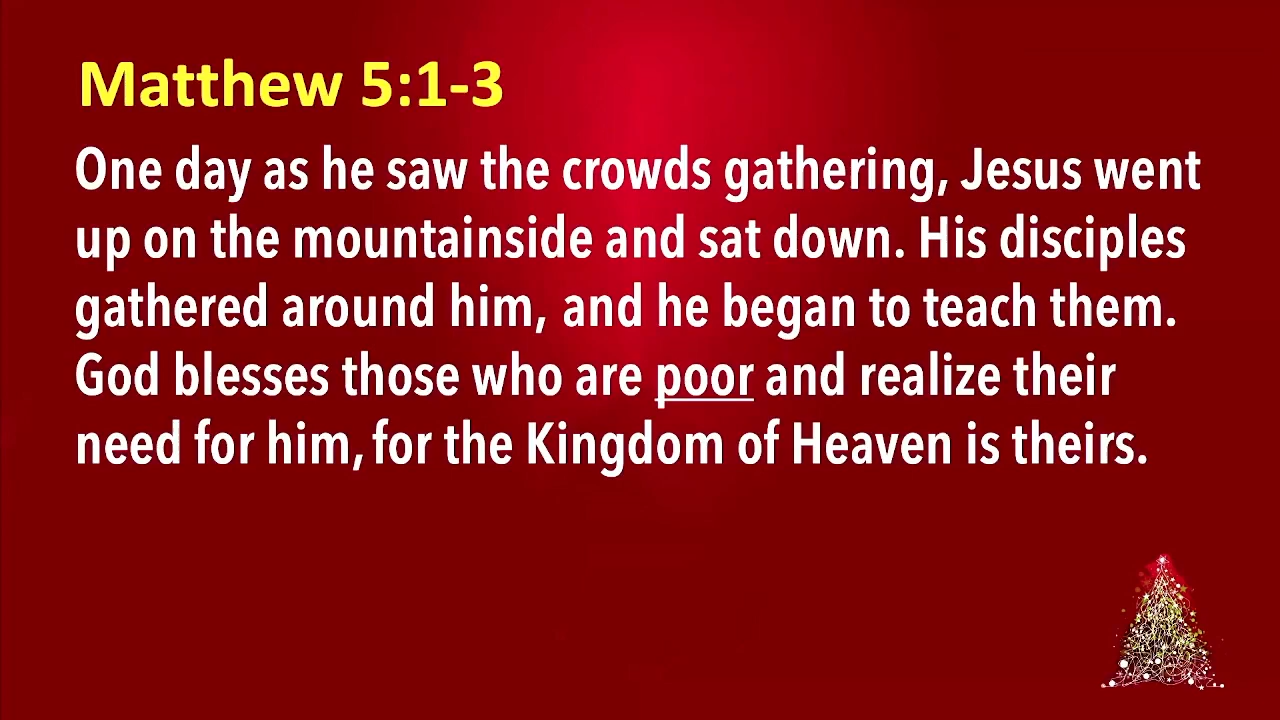 Matthew 5:1-3
One day as he saw the crowds gathering, Jesus went
up on the mountainside and sat down. His disciples
gathered around him, and he began to teach them.
God blesses those who are poor and realize their
need for him, for the Kingdom of Heaven is theirs.